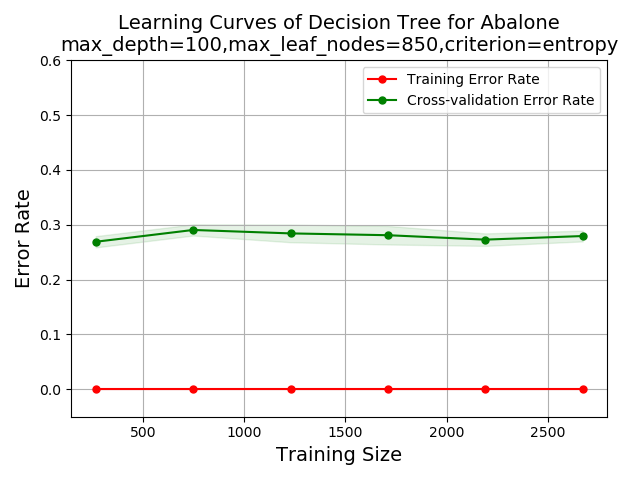 Learning Curves of Decision Tree for Abalone
max_depth=100,max_leaf_nodes=850,criterion=entropy
Training Error Rate
Cross-validation Error Rate
Error Rate
0.6
0.5
0.4
0.3
0.2
0.1
0.0
500 1000 1500 2000 2500
Training Size